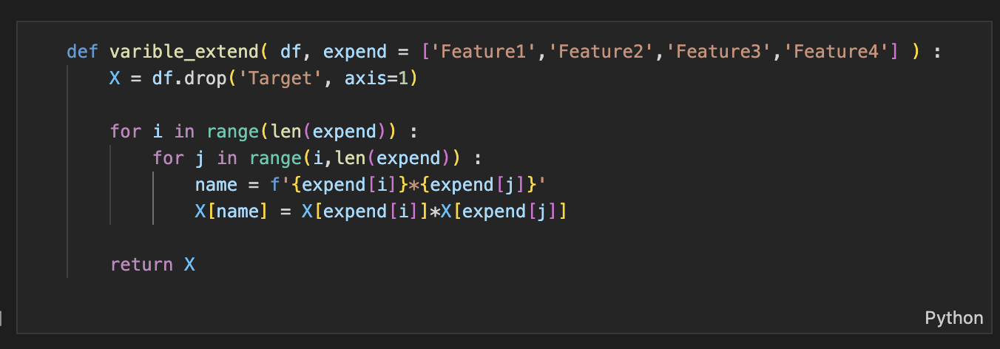 def varible_extend( df, expend = ['Feature1','Feature2','Feature3','Feature4'] ) :
X = df.drop('Target', axis=1)
for i in range(len(expend)) :
for j in range(i,len(expend)) :
name = f'{expend[i]}*{expend[j]}'
X[name] = X[expend[i]]*X[expend[j]]
return X
Python